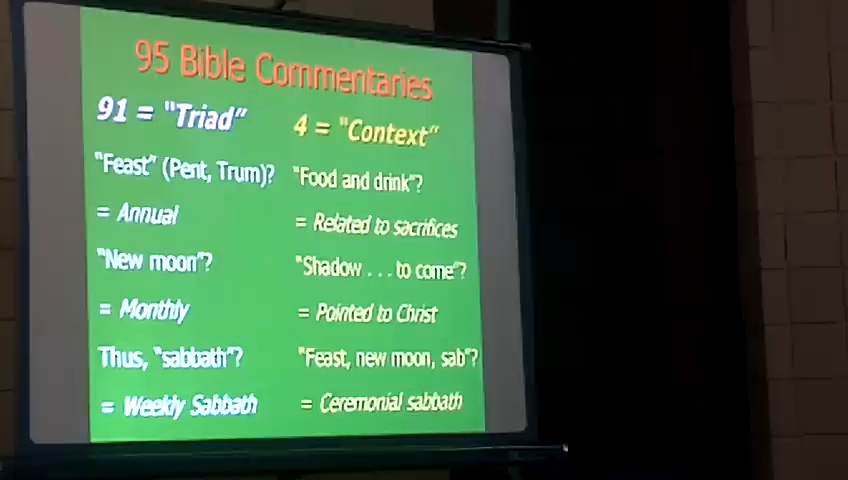 95 Bible Commentaries
91 = "Triad"
"Feast" (Pent, Trum)?
= Annual
"New moon"?
= Monthly
Thus, "sabbath"?
= Weekly Sabbath
4 = "Context"
"Food and drink"?
= Related to sacrifices
"Shadow . . . to come"?
= Pointed to Christ
"Feast, new moon, sab"?
= Ceremonial sabbath